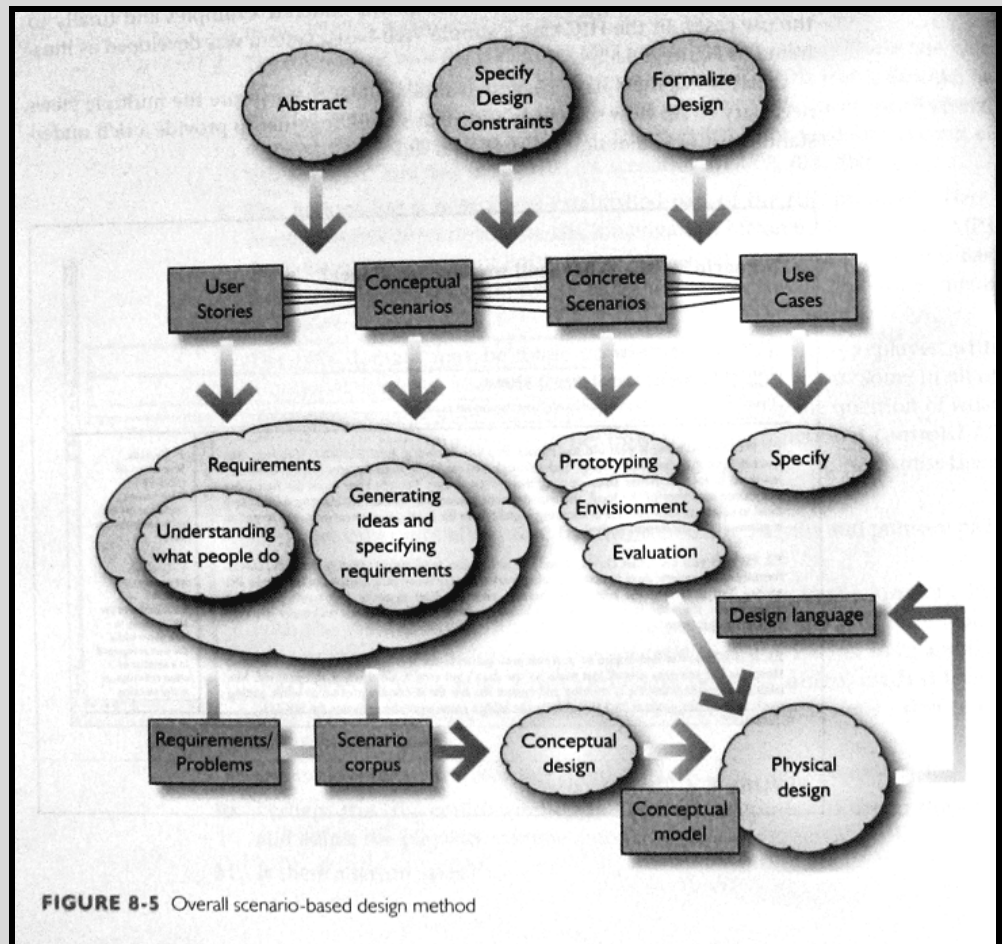 Abstract
Specify
Design
Constraints
Formalize
Design
User
Stories
Conceptual
Scenarios
Concrete
Scenarios
Use
Cases
Requirements
Understanding
what people do
Generating
ideas and
specifying
requirements
Prototyping
Envisionment
Evaluation
Specify
Design language
Requirements/
Problems
Scenario
corpus
Conceptual
design
Conceptual
model
Physical
design
FIGURE 8-5 Overall scenario-based design method